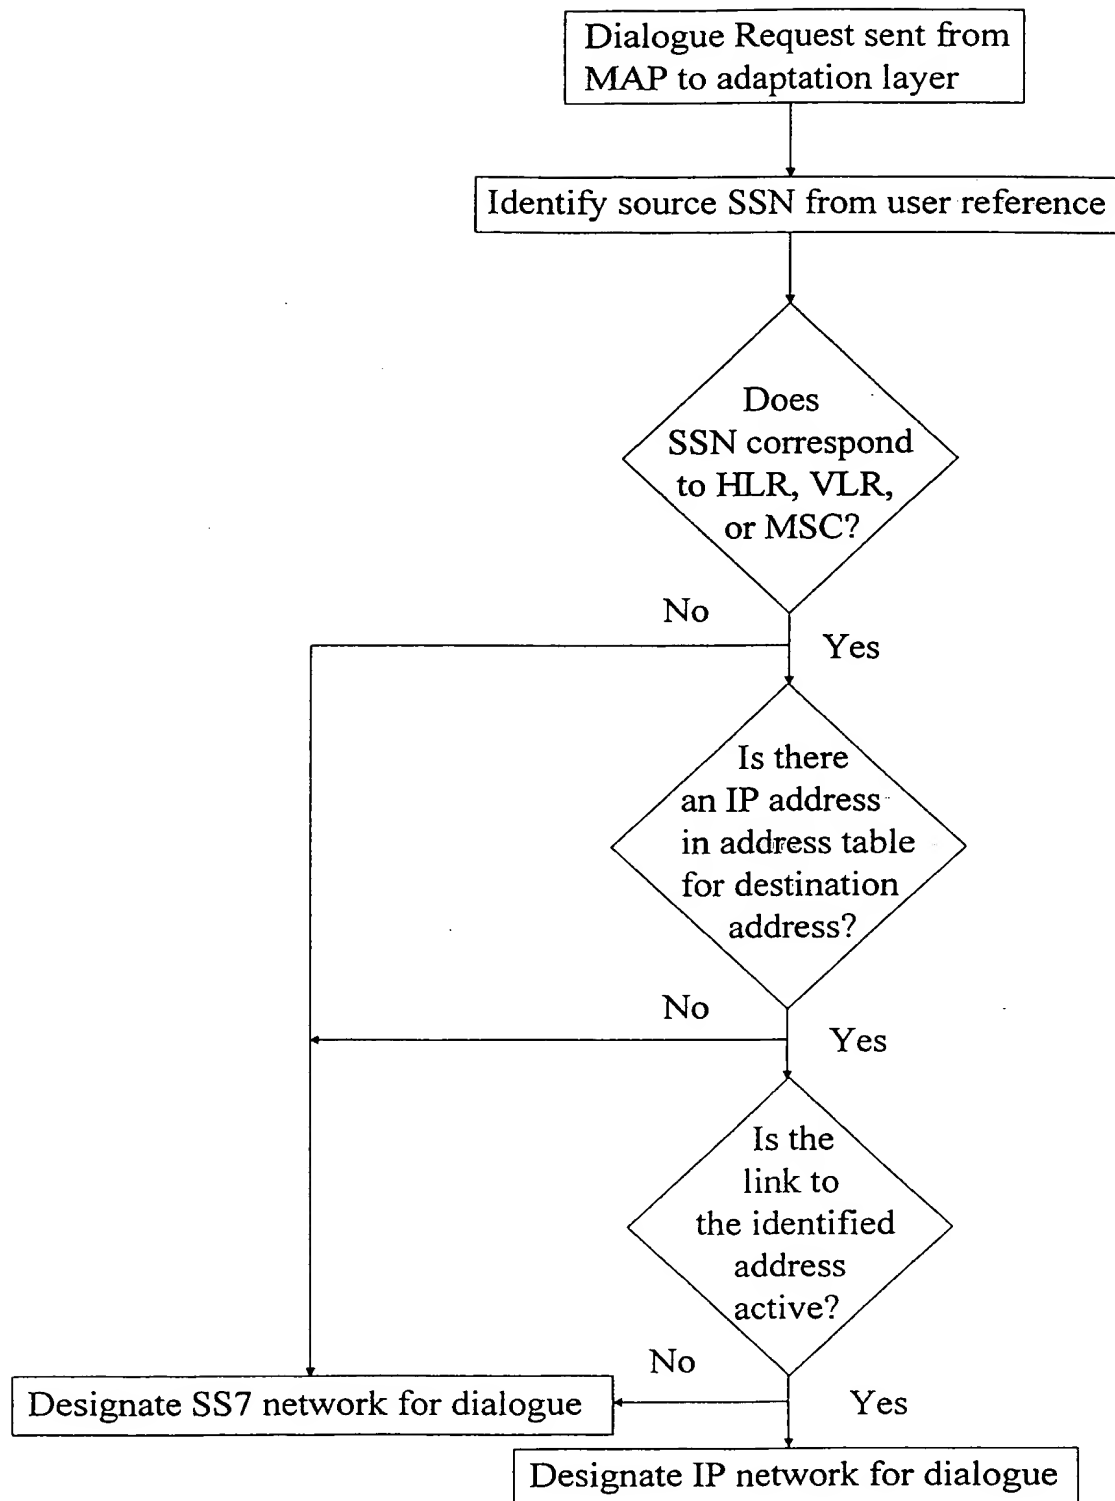 Dialogue Request sent from
MAP to adaptation layer
Identify source SSN from user reference
Does
SSN correspond
to HLR, VLR,
or MSC?
No
Yes
Is there
an IP address
in address table
for destination
address?
No
Yes
Is the
link to
the identified
address
active?
No
Yes
Designate SS7 network for dialogue
Designate IP network for dialogue